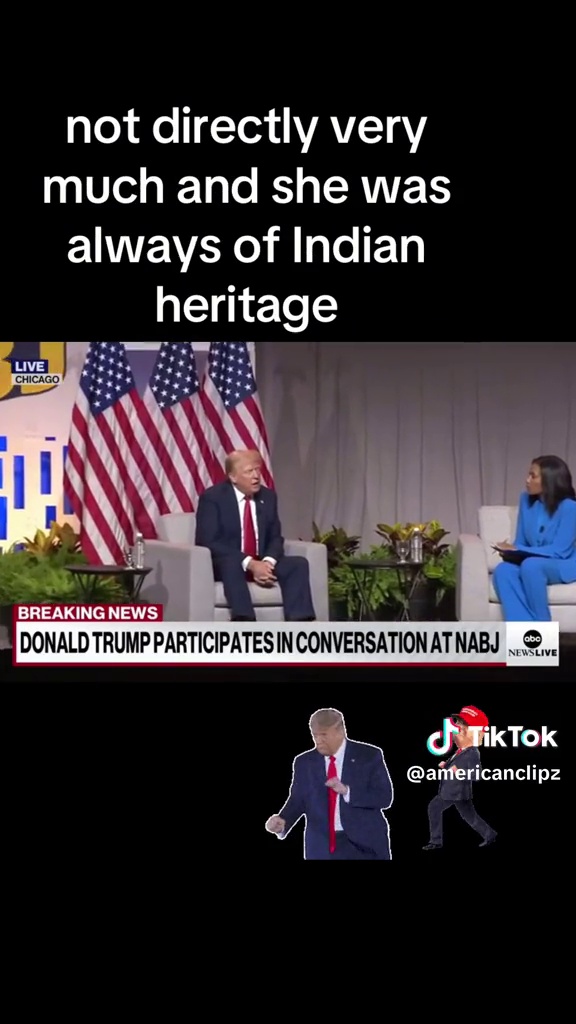 not directly very
much and she was
always of Indian
heritage
LIVE
CHICAGO
BREAKING NEWS
DONALD TRUMP PARTICIPATES IN CONVERSATION AT NABJ
abc
NEWS LIVE
TikTok
@americanclipz